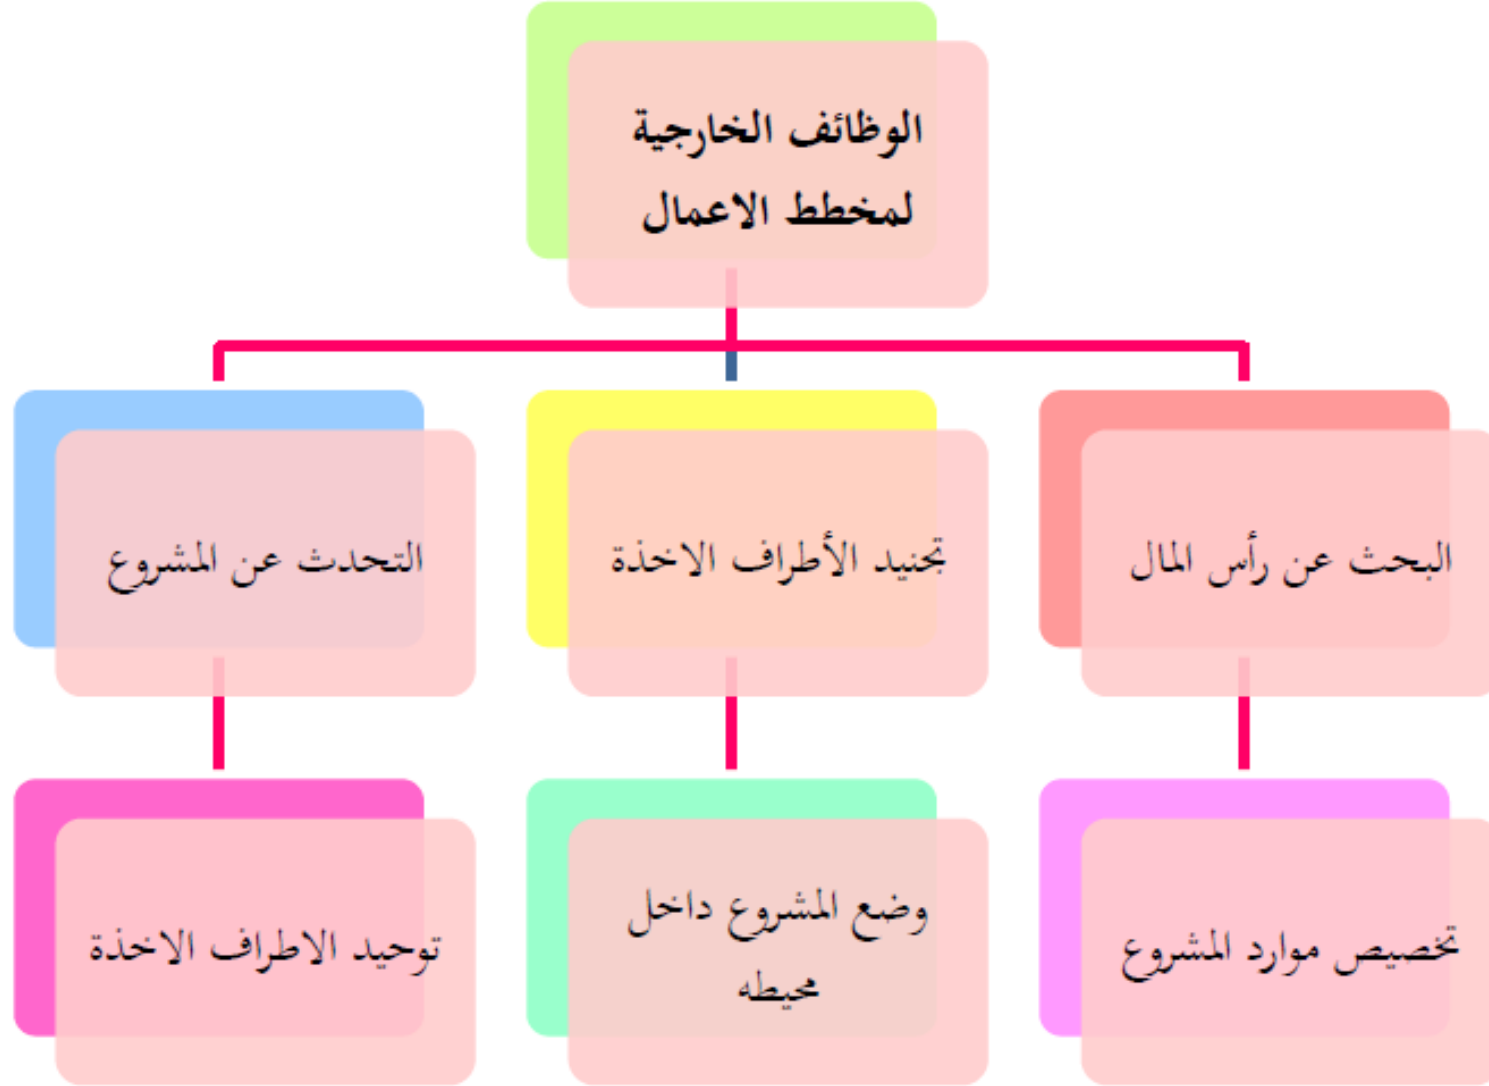 الوظائف الخارجية
لمخطط الاعمال
البحث عن رأس المال
تجنيد الأطراف الاخذة
التحدث عن المشروع
تخصيص موارد المشروع
وضع المشروع داخل
محيطه
توحيد الاطراف الاخذة